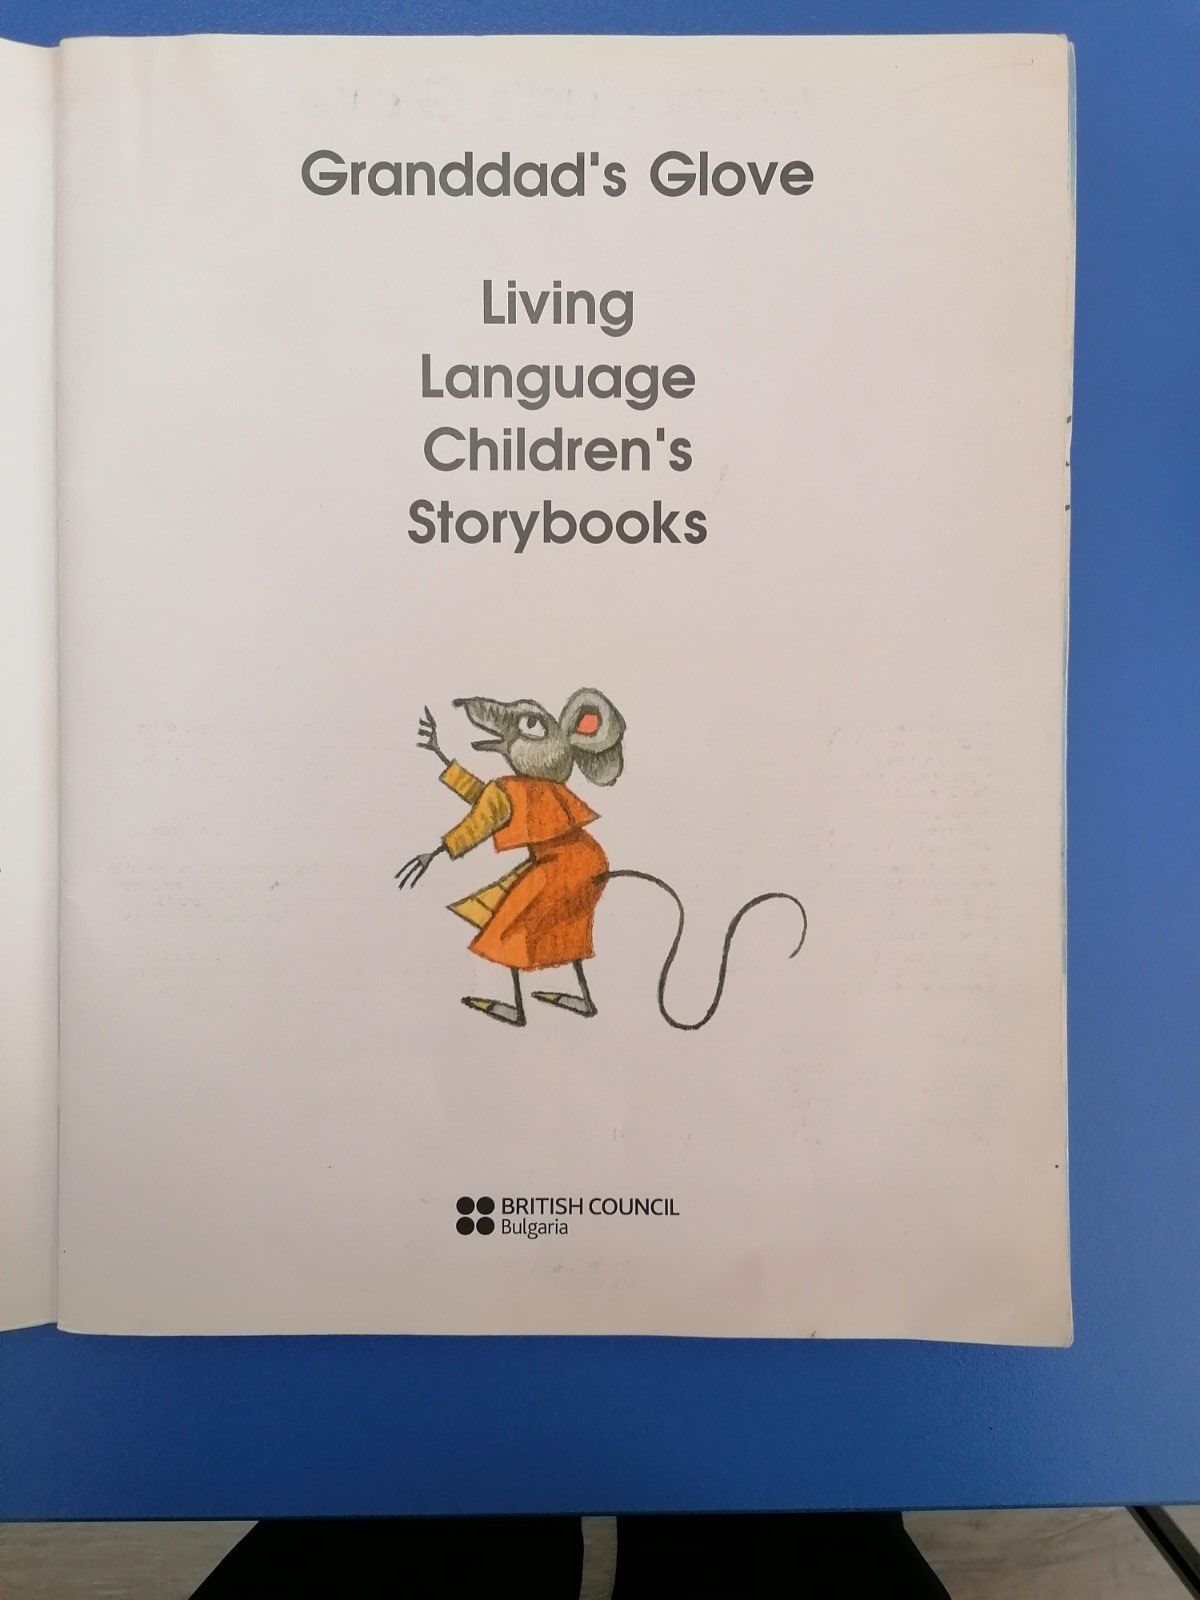 Granddad's Glove
Living
Language
Children's
Storybooks
BRITISH COUNCIL
Bulgaria